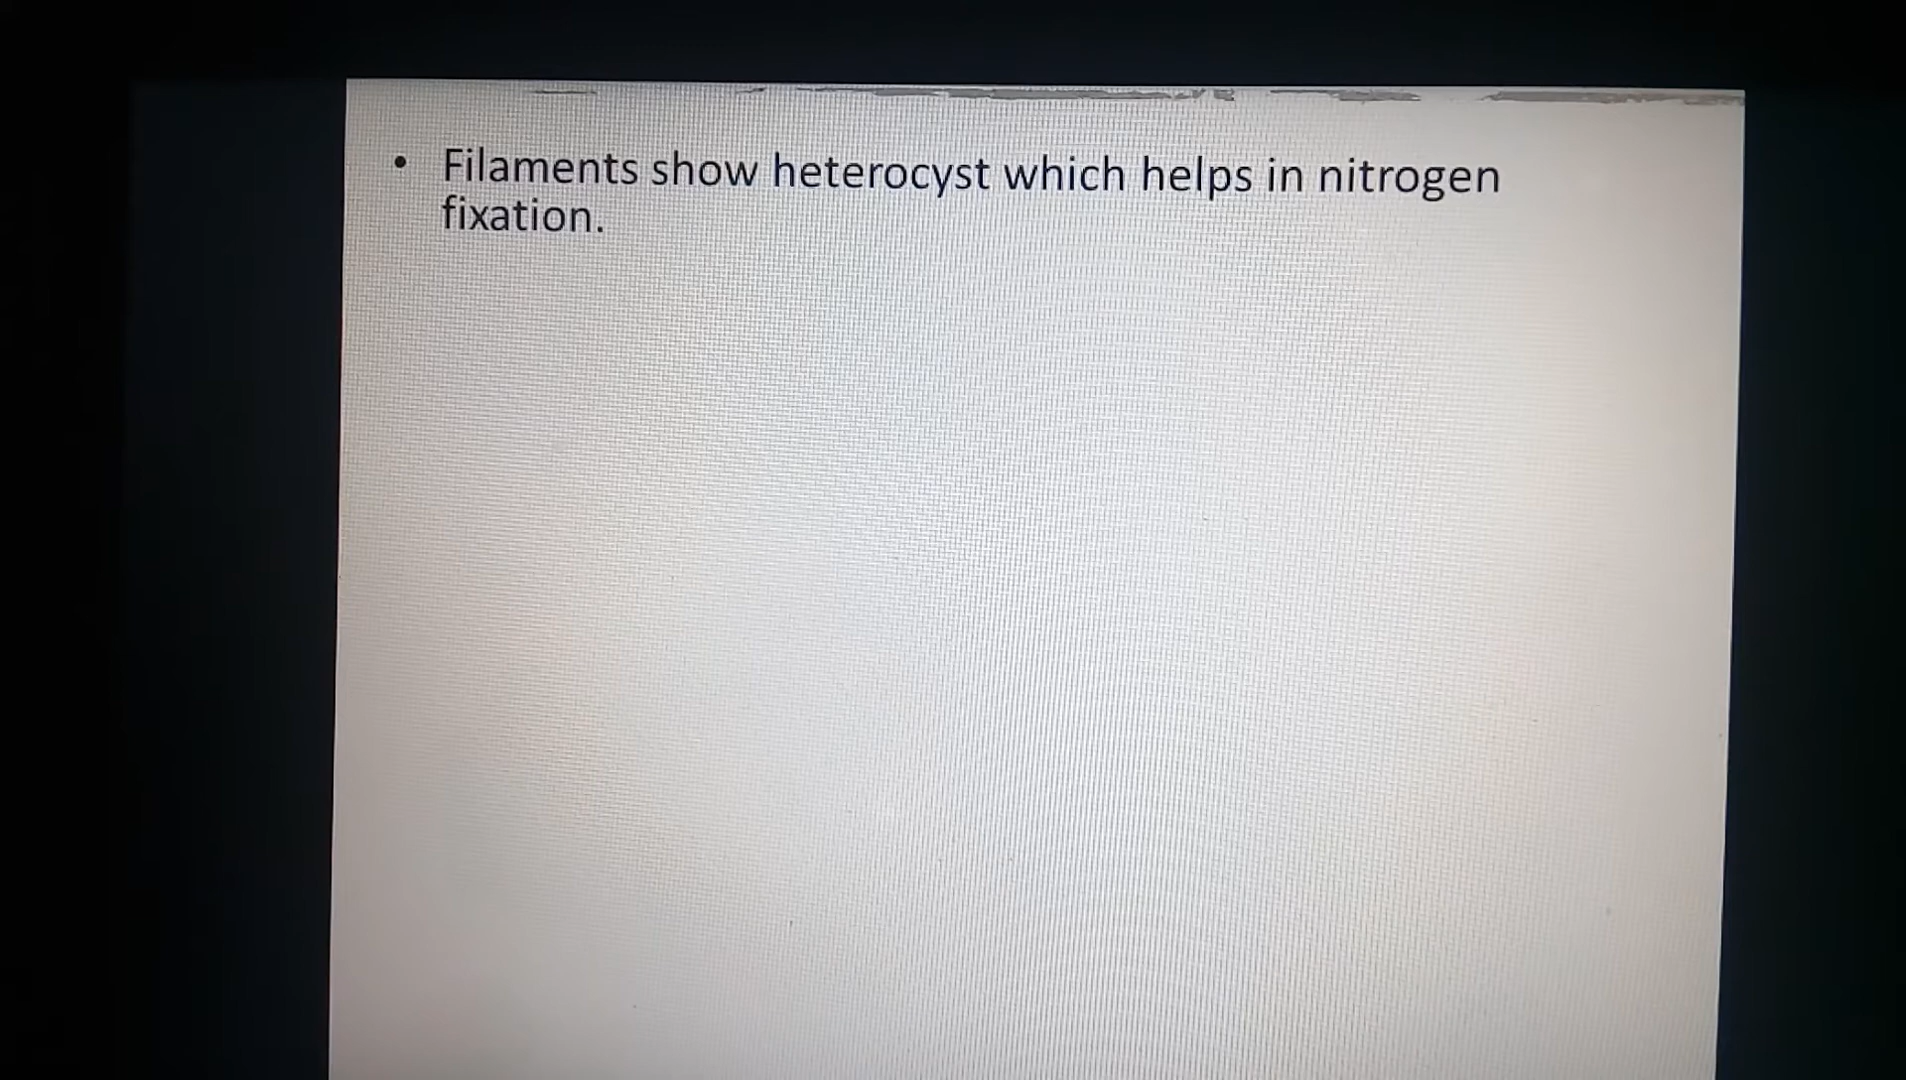 • Filaments show heterocyst which helps in nitrogen
fixation.